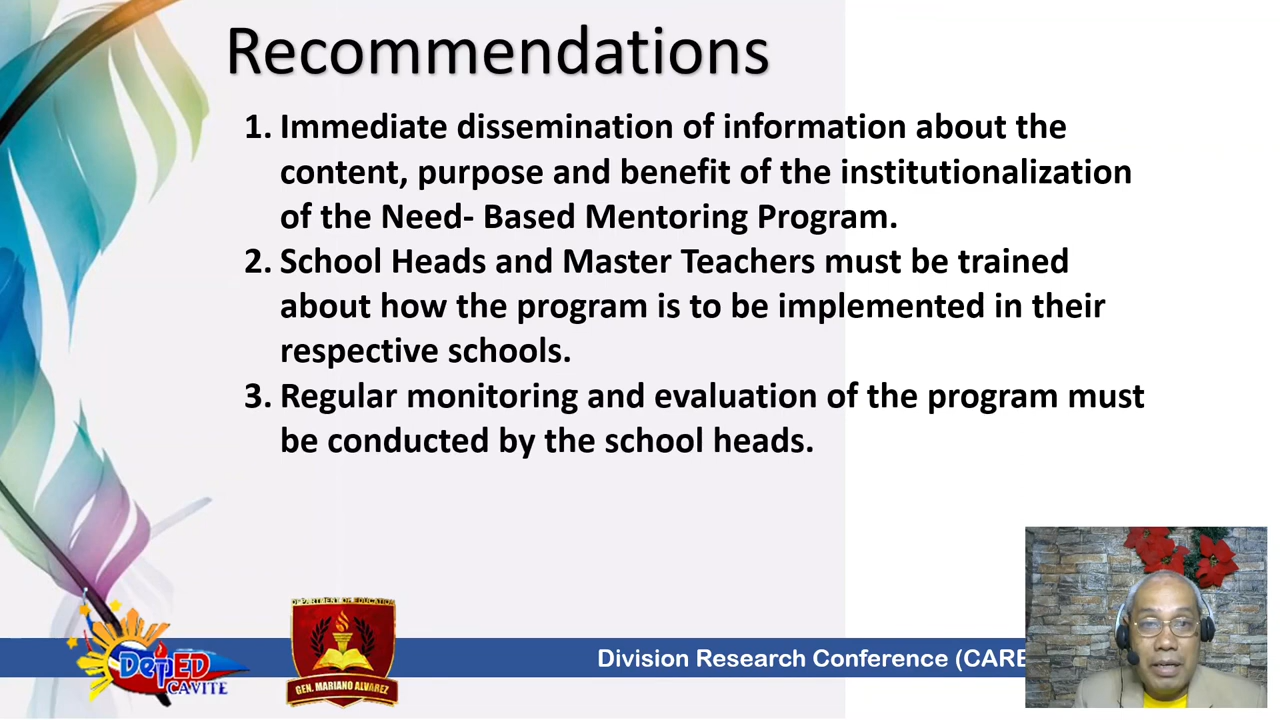 Recommendations
1. Immediate dissemination of information about the
content, purpose and benefit of the institutionalization
of the Need- Based Mentoring Program.
2. School Heads and Master Teachers must be trained
about how the program is to be implemented in their
respective schools.
3. Regular monitoring and evaluation of the program must
be conducted by the school heads.
DEPARTMENT OF EDUCATION
DepED
CAVITE
GEN. MARIANO ALVAREZ
Division Research Conference (CARE